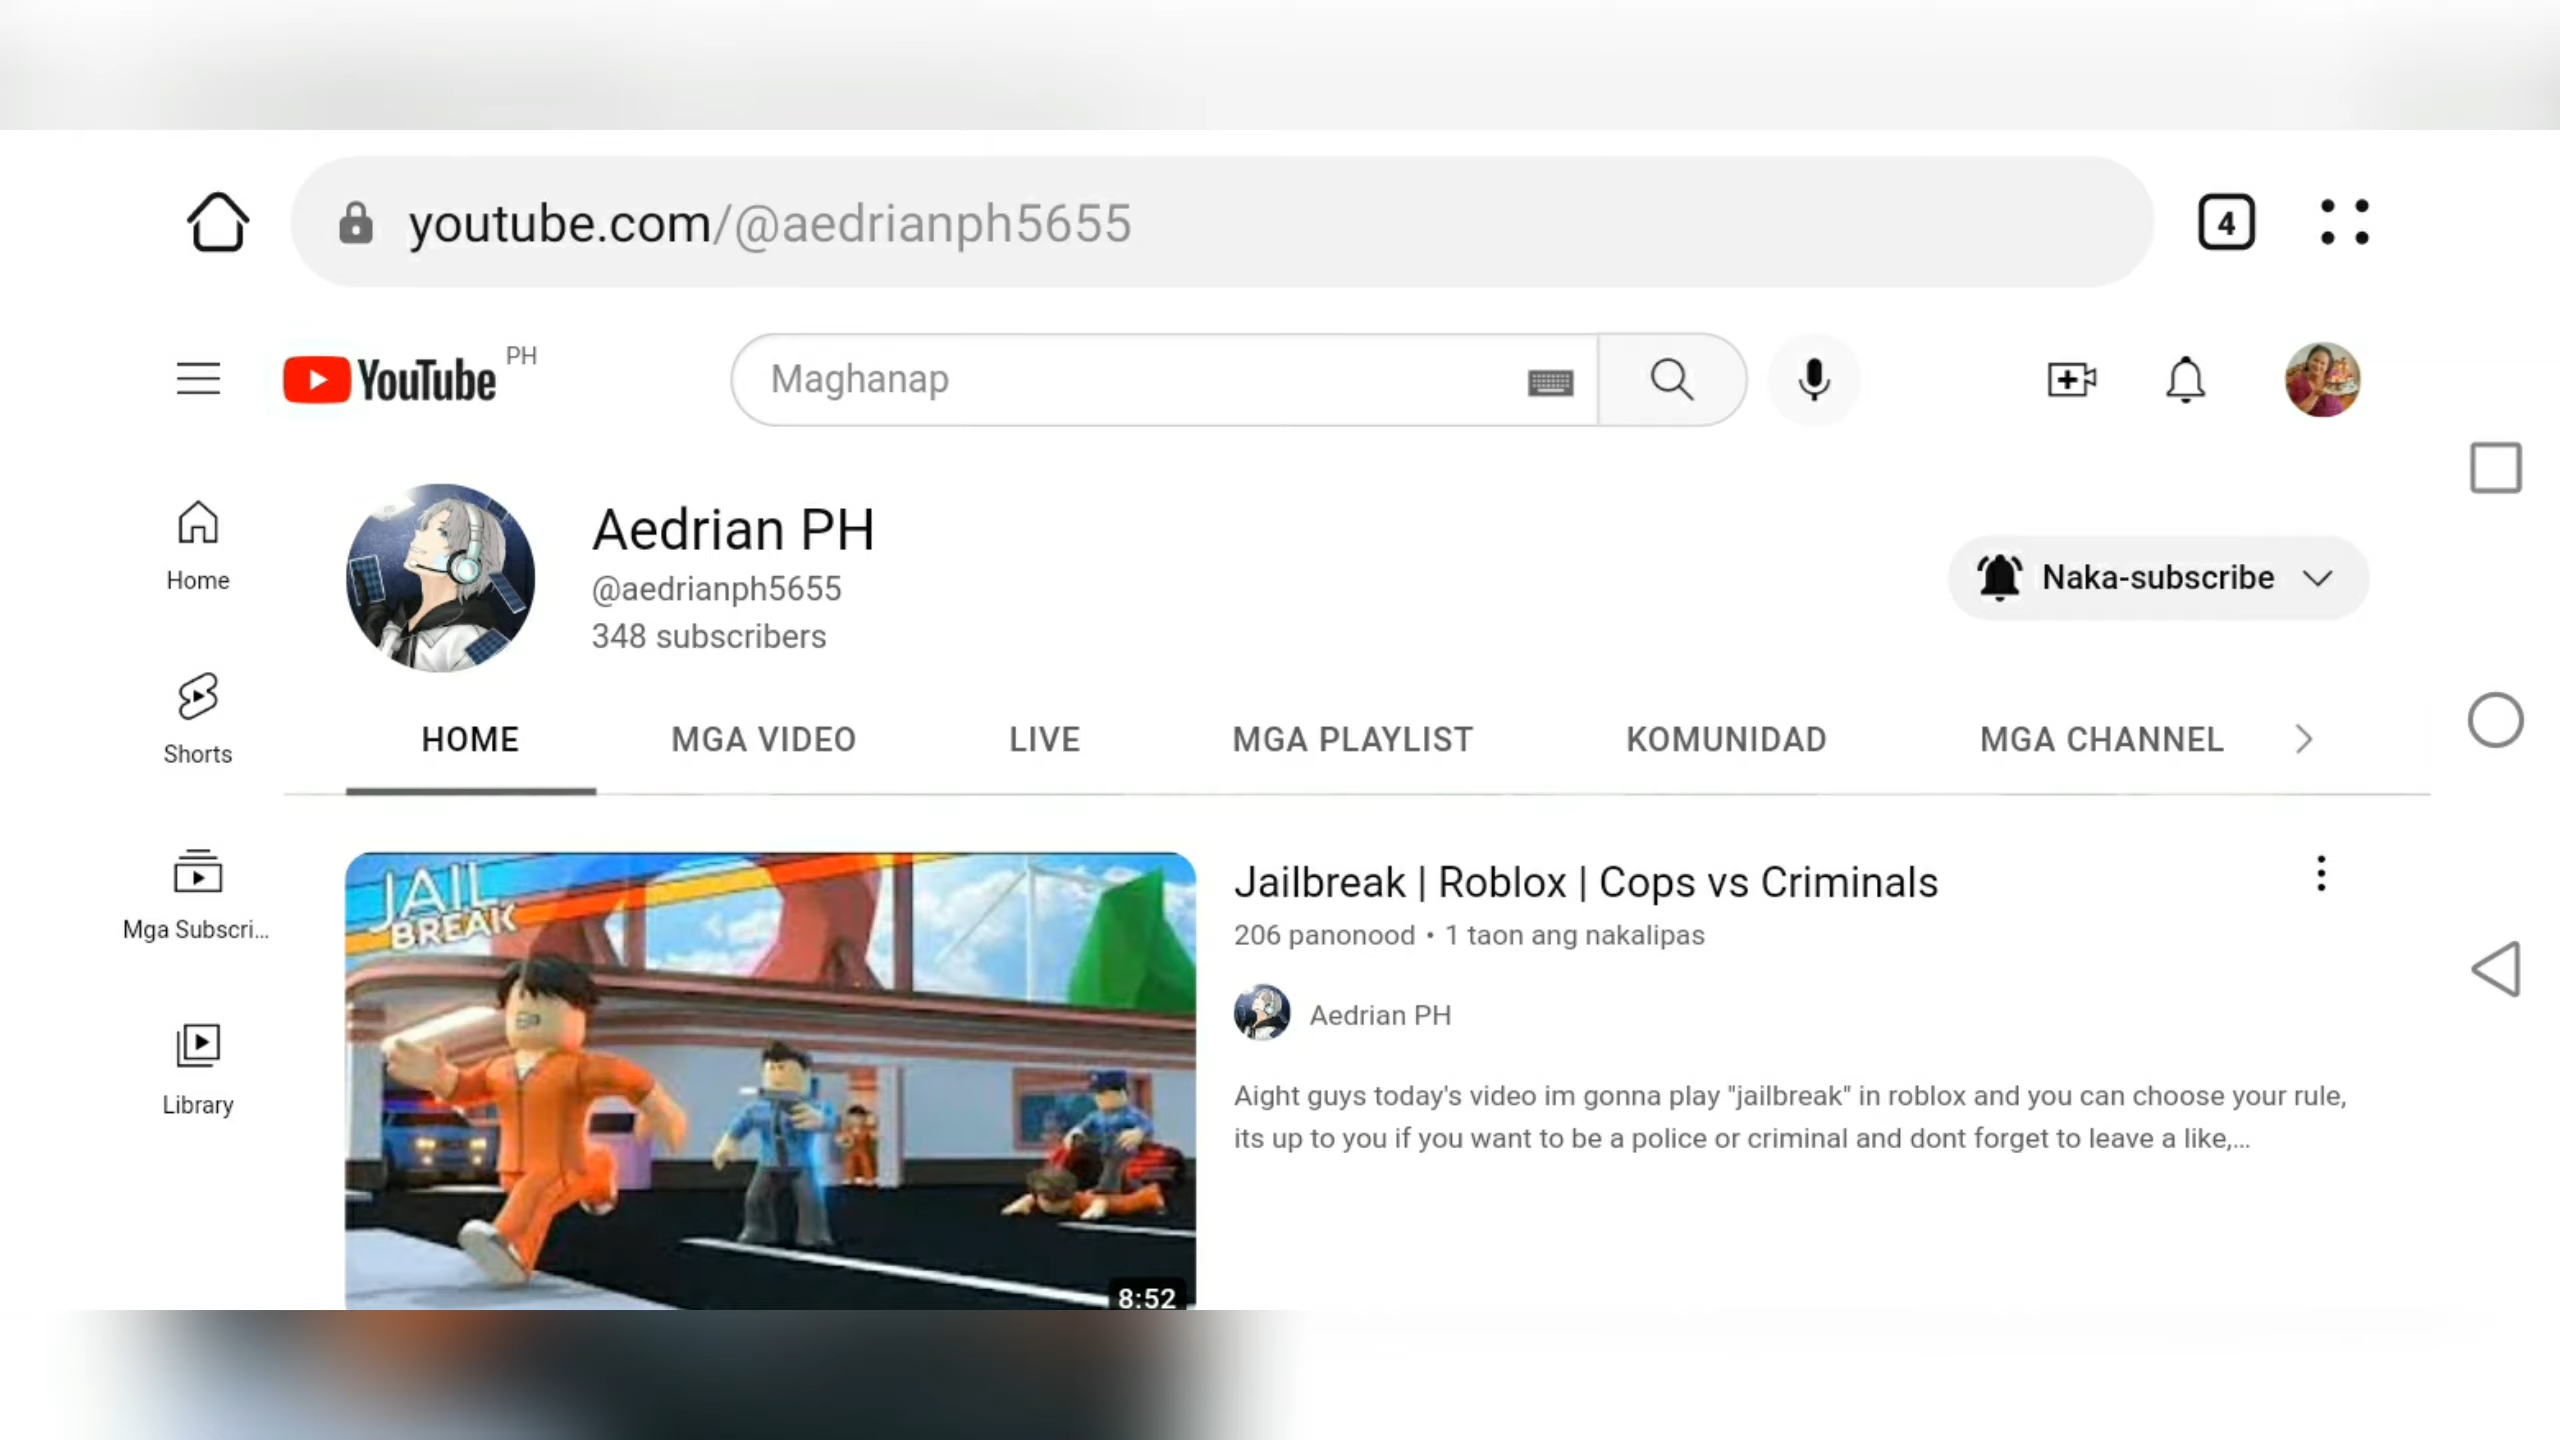 youtube.com/@aedrianph5655
4
YouTube PH
Maghanap
Home
Shorts
Mga Subscri...
Library
Aedrian PH
@aedrianph5655
348 subscribers
Naka-subscribe
HOME MGA VIDEO LIVE MGA PLAYLIST KOMUNIDAD MGA CHANNEL
JAIL
BREAK
8:52
Jailbreak | Roblox | Cops vs Criminals
206 panonood • 1 taon ang nakalipas
Aedrian PH
Aight guys today's video im gonna play "jailbreak" in roblox and you can choose your rule,
its up to you if you want to be a police or criminal and dont forget to leave a like,...